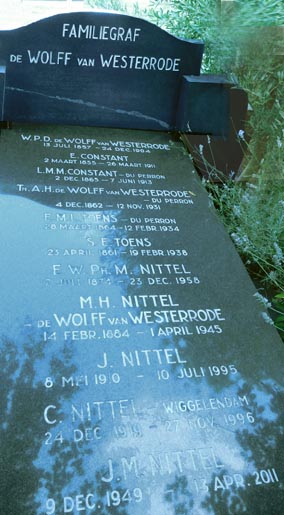 FAMILIEGRAF
DE WOLFF VAN WESTERRODE
W.P.D. DE WOLFF VAN WESTERRODE
13 JULI 1857 - 24 DEC. 1904
E. CONSTANT
2 MAART 1855 - 26 MAART 1911
L.M.M. CONSTANT - DU PERRON
2 DEC. 1865 - 7 JUNI 1913
TH. A.H. DE WOLFF VAN WESTERRODE
- DU PERRON
4 DEC. 1862 - 12 NOV. 1931
F.M.L. TOENS - DU PERRON
MAART 1864 - 12 FEBR. 1934
S.E. TOENS
23 APRIL 1861 - 19 FEBR. 1938
F.W. PH. M. NITTEL
JULI 1874 - 23 DEC. 1958
M.H. NITTEL
- DE WOLFF VAN WESTERRODE
14 FEBR. 1884 - 1 APRIL 1945
J. NITTEL
8 MEI 1910 - 10 JULI 1995
C. NITTEL - WIGGELENDAM
24 DEC. - 27 NOV. 1996
J.M. NITTEL
9 DEC. 1949 - 13 APR. 2011